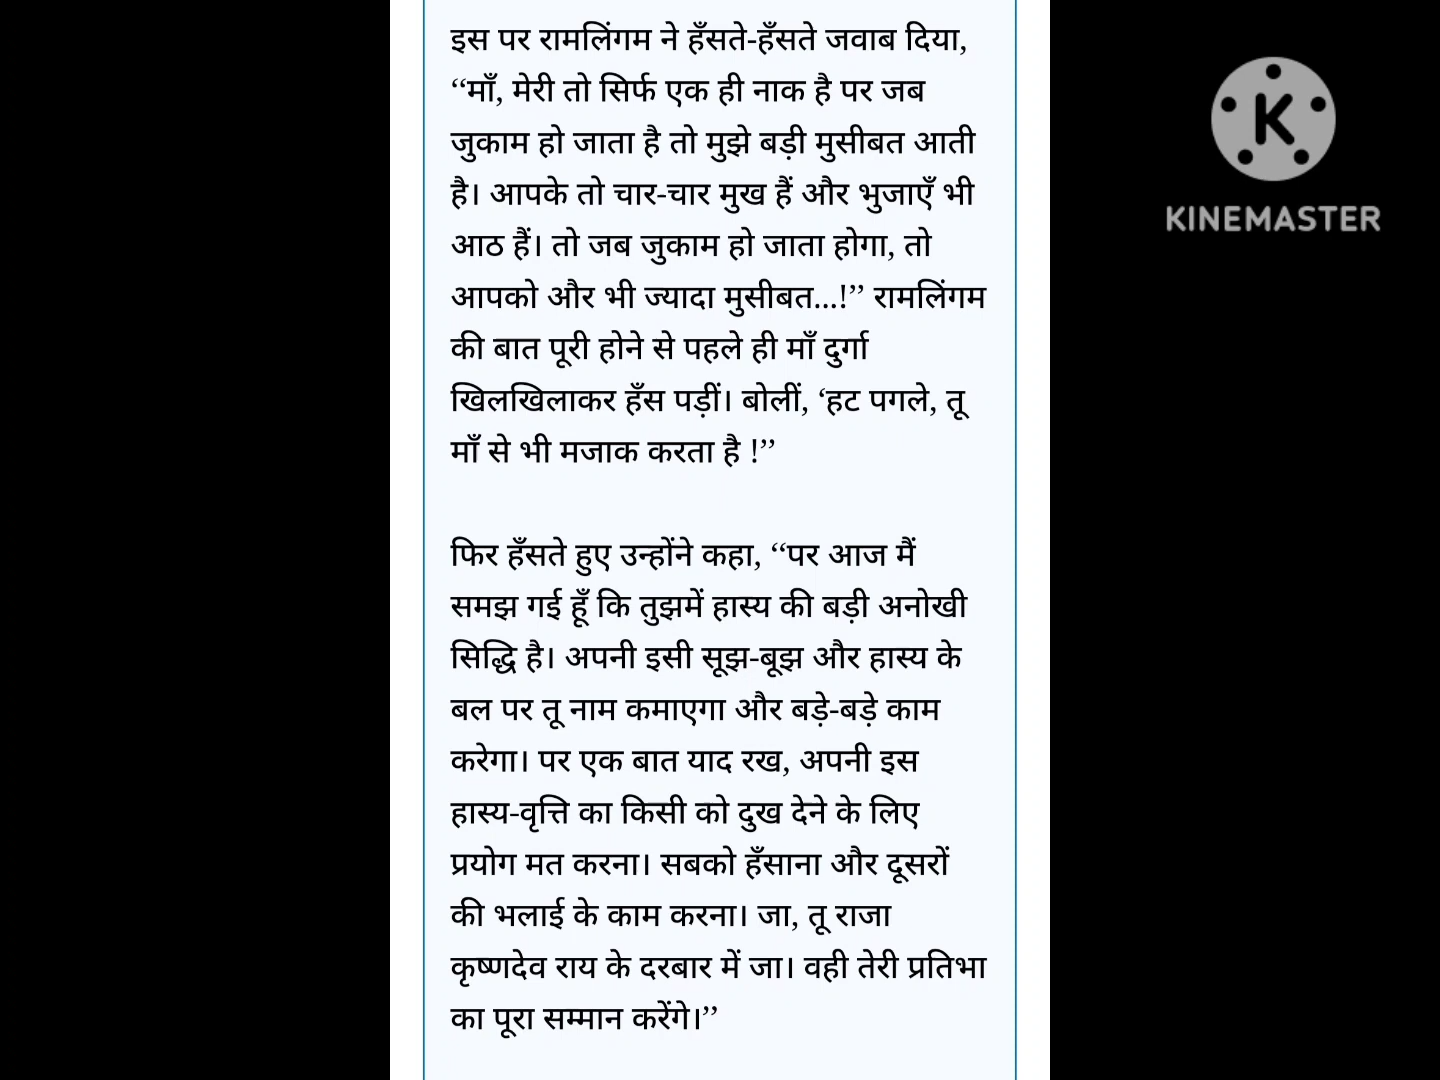 इस पर रामलिंगम ने हँसते-हँसते जवाब दिया,
‘‘माँ, मेरी तो सिर्फ एक ही नाक है पर जब
जुकाम हो जाता है तो मुझे बड़ी मुसीबत आती
है। आपके तो चार-चार मुख हैं और भुजाएँ भी
आठ हैं। तो जब जुकाम हो जाता होगा, तो
आपको और भी ज्यादा मुसीबत...!’’ रामलिंगम
की बात पूरी होने से पहले ही माँ दुर्गा
खिलखिलाकर हँस पड़ीं। बोलीं, ‘हट पगले, तू
माँ से भी मजाक करता है !’’
फिर हँसते हुए उन्होंने कहा, ‘‘पर आज मैं
समझ गई हूँ कि तुझमें हास्य की बड़ी अनोखी
सिद्धि है। अपनी इसी सूझ-बूझ और हास्य के
बल पर तू नाम कमाएगा और बड़े-बड़े काम
करेगा। पर एक बात याद रख, अपनी इस
हास्य-वृत्ति का किसी को दुख देने के लिए
प्रयोग मत करना। सबको हँसाना और दूसरों
की भलाई के काम करना। जा, तू राजा
कृष्णदेव राय के दरबार में जा। वही तेरी प्रतिभा
का पूरा सम्मान करेंगे।’’
K
KINEMASTER